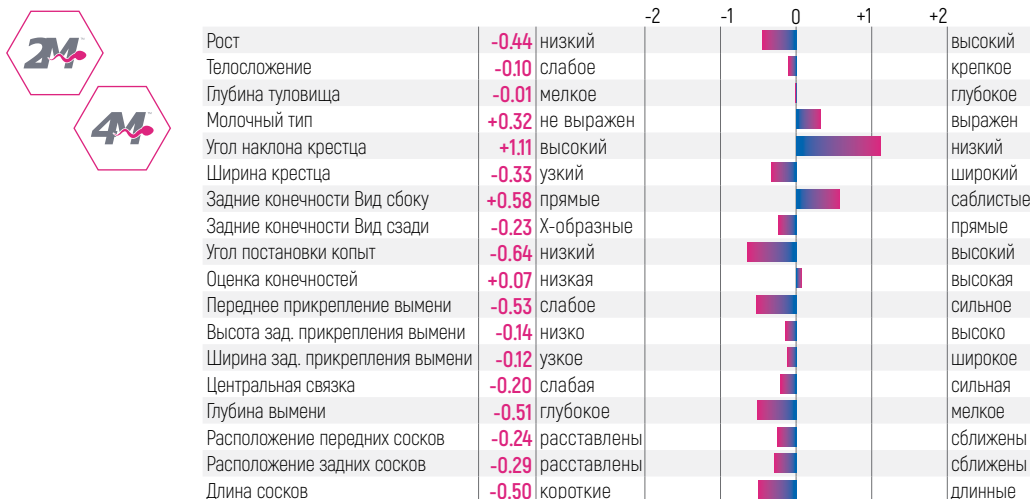 2M
4M
-2 -1 0 +1 +2
Рост -0.44 низкий высокий
Телосложение -0.10 слабое крепкое
Глубина туловища -0.01 мелкое глубокое
Молочный тип +0.32 не выражен выражен
Угол наклона крестца +1.11 высокий низкий
Ширина крестца -0.33 узкий широкий
Задние конечности Вид сбоку +0.58 прямые саблистые
Задние конечности Вид сзади -0.23 X-образные прямые
Угол постановки копыт -0.64 низкий высокий
Оценка конечностей +0.07 низкая высокая
Переднее прикрепление вымени -0.53 слабое сильное
Высота зад. прикрепления вымени -0.14 низко высоко
Ширина зад. прикрепления вымени -0.12 узкое широкое
Центральная связка -0.20 слабая сильная
Глубина вымени -0.51 глубокое мелкое
Расположение передних сосков -0.24 расставлены сближены
Расположение задних сосков -0.29 расставлены сближены
Длина сосков -0.50 короткие длинные